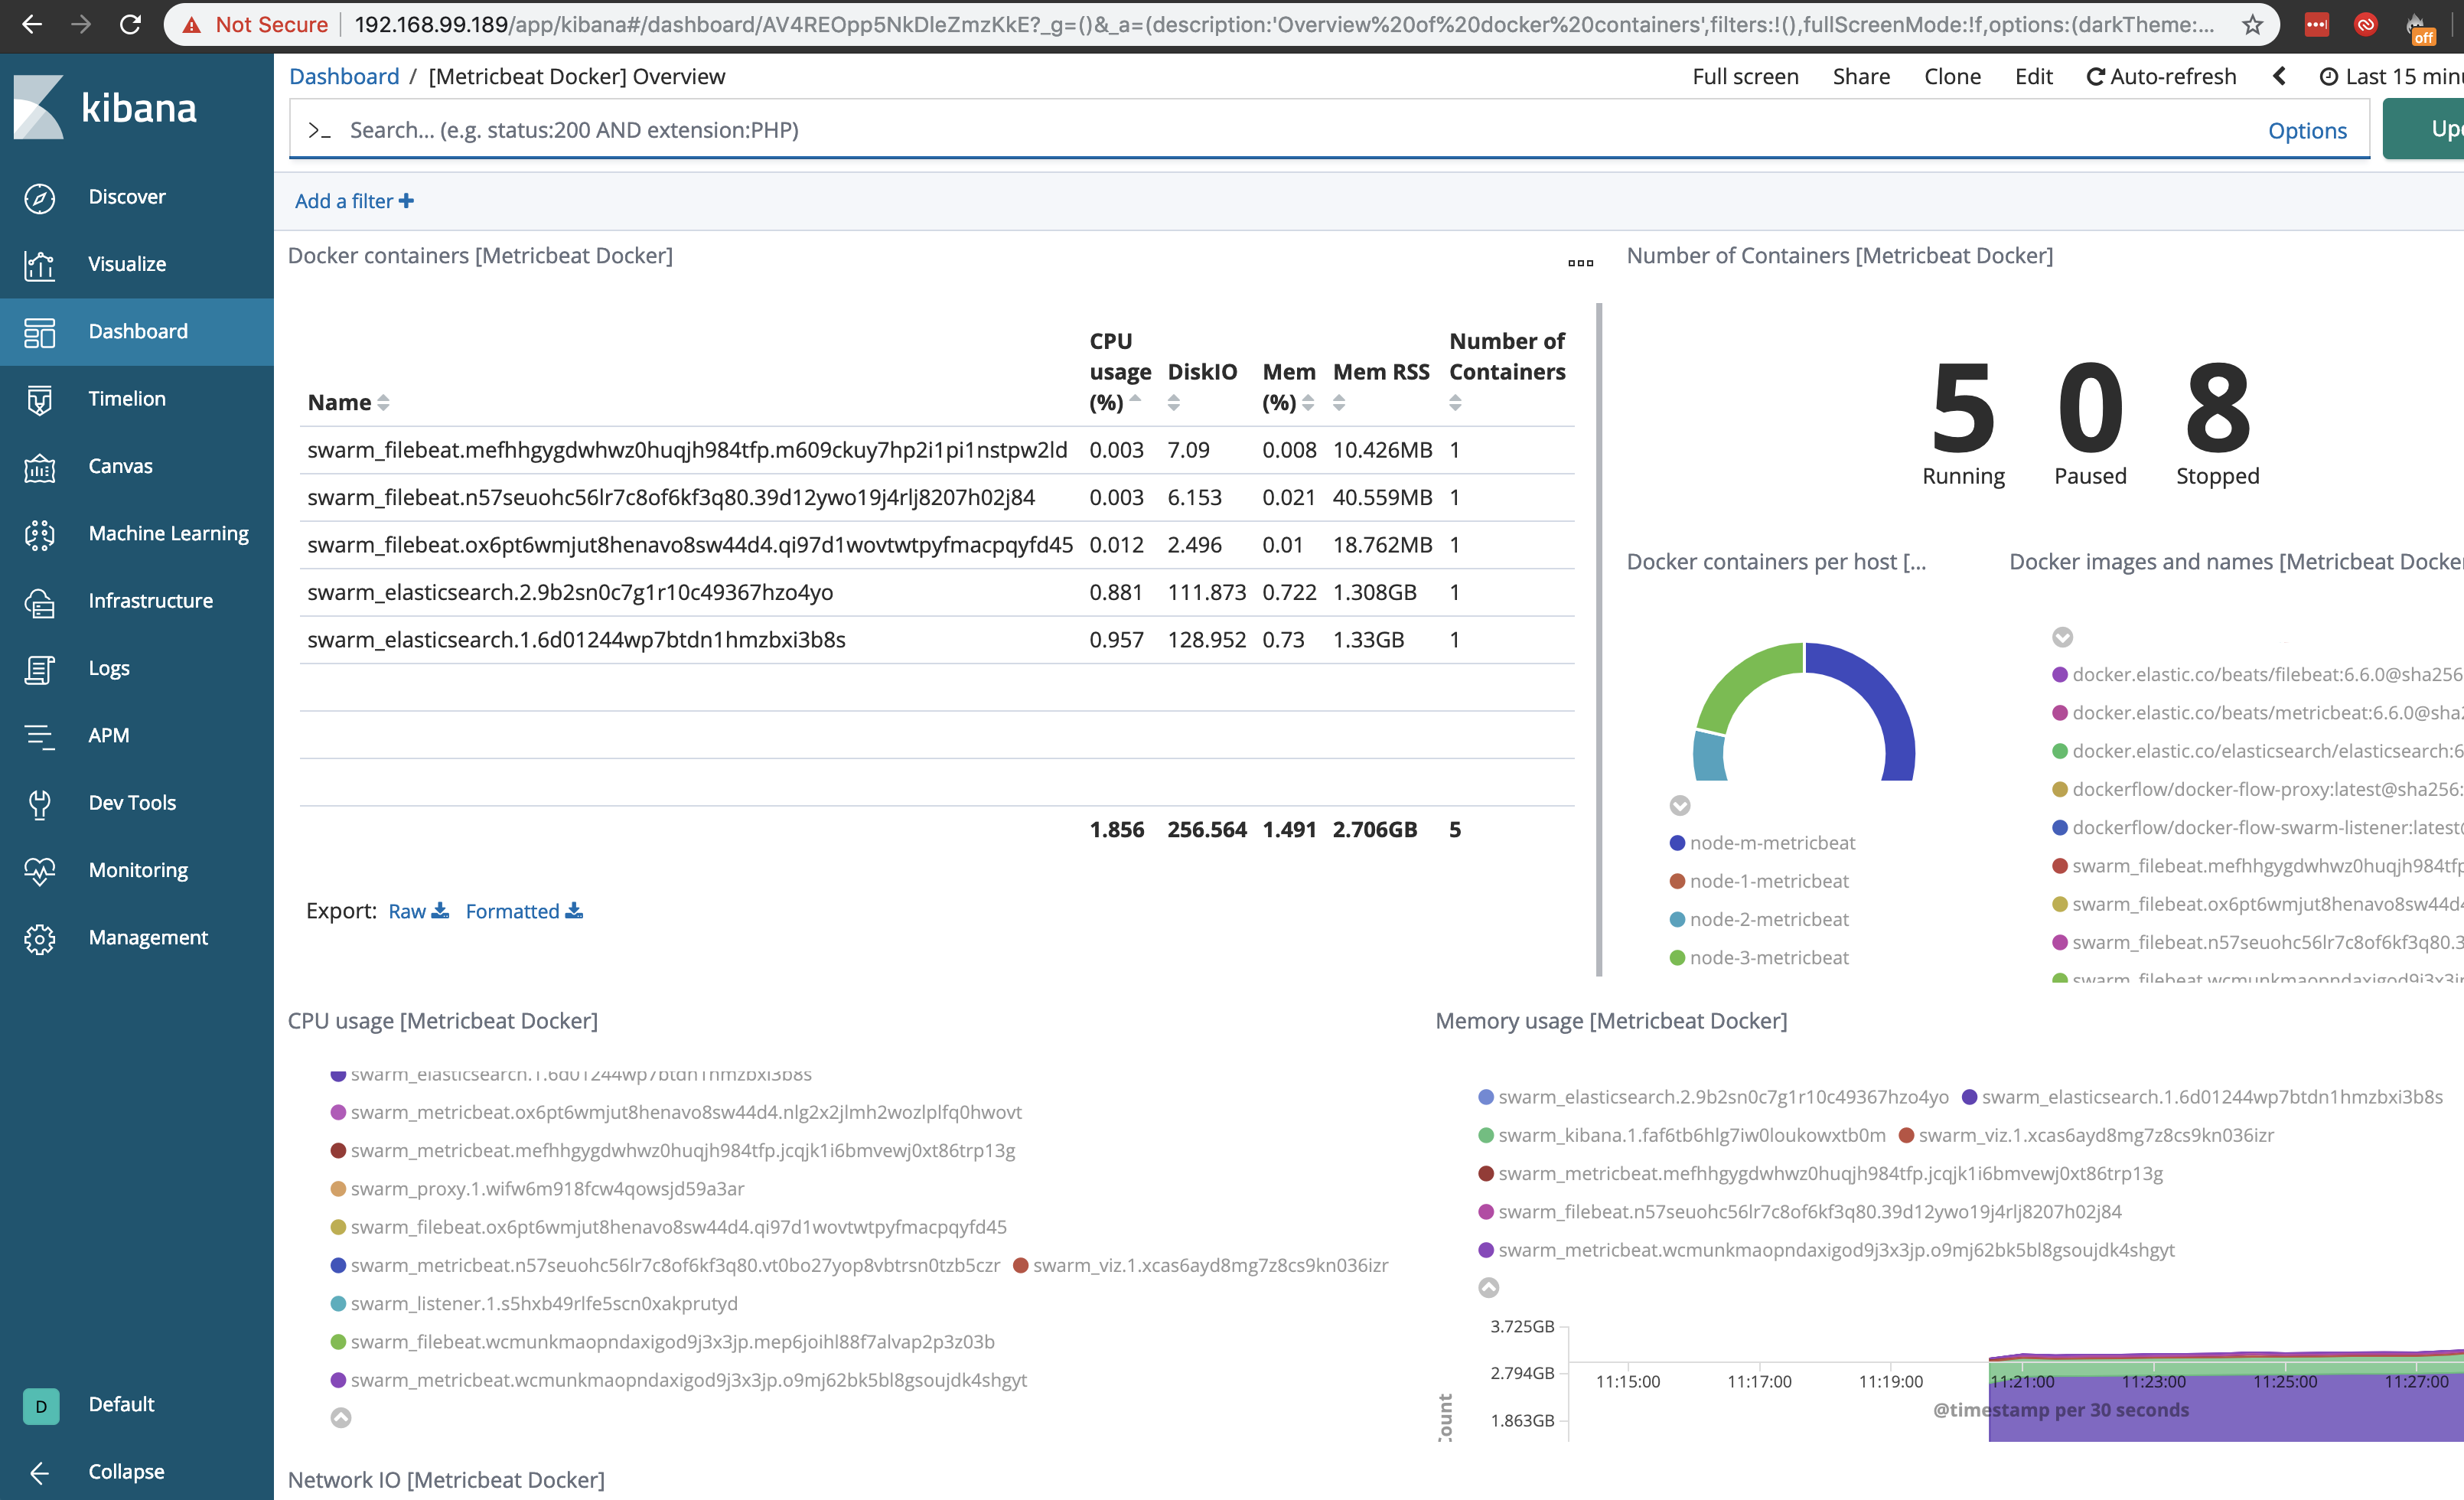 Not Secure 192.168.99.189/app/kibana#/dashboard/AV4REOpp5NkDleZmzKkE?_g=()&_a=(description:'Overview%20of%20docker%20containers',filters:!(),fullScreenMode:!f,options:(darkTheme:...
off
kibana
Discover
Visualize
Dashboard
Timelion
Canvas
Machine Learning
Infrastructure
Logs
APM
Dev Tools
Monitoring
Management
D Default
Collapse
Dashboard / [Metricbeat Docker] Overview
Full screen Share Clone Edit Auto-refresh Last 15 minu
>_ Search... (e.g. status:200 AND extension:PHP) Options
Add a filter +
Docker containers [Metricbeat Docker]
Name CPU usage (%) DiskIO Mem (%) Mem RSS Number of Containers
swarm_filebeat.mefhhgygdwhwz0huqjh984tfp.m609ckuy7hp2i1pi1nstpw2ld 0.003 7.09 0.008 10.426MB 1
swarm_filebeat.n57seuohc56lr7c8of6kf3q80.39d12ywo19j4rlj8207h02j84 0.003 6.153 0.021 40.559MB 1
swarm_filebeat.ox6pt6wmjut8henavo8sw44d4.qi97d1wovtwtpyfmacpqyfd45 0.012 2.496 0.01 18.762MB 1
swarm_elasticsearch.2.9b2sn0c7g1r10c49367hzo4yo 0.881 111.873 0.722 1.308GB 1
swarm_elasticsearch.1.6d01244wp7btdn1hmzbxi3b8s 0.957 128.952 0.73 1.33GB 1
1.856 256.564 1.491 2.706GB 5
Export: Raw Formatted
Number of Containers [Metricbeat Docker]
5 0 8
Running Paused Stopped
Docker containers per host [...
node-m-metricbeat
node-1-metricbeat
node-2-metricbeat
node-3-metricbeat
Docker images and names [Metricbeat Docke
docker.elastic.co/beats/filebeat:6.6.0@sha256
docker.elastic.co/beats/metricbeat:6.6.0@sha
docker.elastic.co/elasticsearch/elasticsearch:6
dockerflow/docker-flow-proxy:latest@sha256:
dockerflow/docker-flow-swarm-listener:latest
swarm_filebeat.mefhhgygdwhwz0huqjh984tfp
swarm_filebeat.ox6pt6wmjut8henavo8sw44d4
swarm_filebeat.n57seuohc56lr7c8of6kf3q80.3
swarm_filebeat.wcmunkmaopndaxigod9j3x3j
CPU usage [Metricbeat Docker]
swarm_elasticsearch.1.6d01244wp7btdn1hmzbxi3b8s
swarm_metricbeat.ox6pt6wmjut8henavo8sw44d4.nlg2x2jlmh2wozlplfq0hwovt
swarm_metricbeat.mefhhgygdwhwz0huqjh984tfp.jcqjk1i6bmvewj0xt86trp13g
swarm_proxy.1.wifw6m918fcw4qowsjd59a3ar
swarm_filebeat.ox6pt6wmjut8henavo8sw44d4.qi97d1wovtwtpyfmacpqyfd45
swarm_metricbeat.n57seuohc56lr7c8of6kf3q80.vt0bo27yop8vbtrsn0tzb5czr swarm_viz.1.xcas6ayd8mg7z8cs9kn036izr
swarm_listener.1.s5hxb49rlfe5scn0xakprutyd
swarm_filebeat.wcmunkmaopndaxigod9j3x3jp.mep6joihl88f7alvap2p3z03b
swarm_metricbeat.wcmunkmaopndaxigod9j3x3jp.o9mj62bk5bl8gsoujdk4shgyt
Memory usage [Metricbeat Docker]
swarm_elasticsearch.2.9b2sn0c7g1r10c49367hzo4yo swarm_elasticsearch.1.6d01244wp7btdn1hmzbxi3b8s
swarm_kibana.1.faf6tb6hlg7iw0loukowxtb0m swarm_viz.1.xcas6ayd8mg7z8cs9kn036izr
swarm_metricbeat.mefhhgygdwhwz0huqjh984tfp.jcqjk1i6bmvewj0xt86trp13g
swarm_filebeat.n57seuohc56lr7c8of6kf3q80.39d12ywo19j4rlj8207h02j84
swarm_metricbeat.wcmunkmaopndaxigod9j3x3jp.o9mj62bk5bl8gsoujdk4shgyt
3.725GB
2.794GB
1.863GB
11:15:00 11:17:00 11:19:00 11:21:00 11:23:00 11:25:00 11:27:00
@timestamp per 30 seconds
Network IO [Metricbeat Docker]